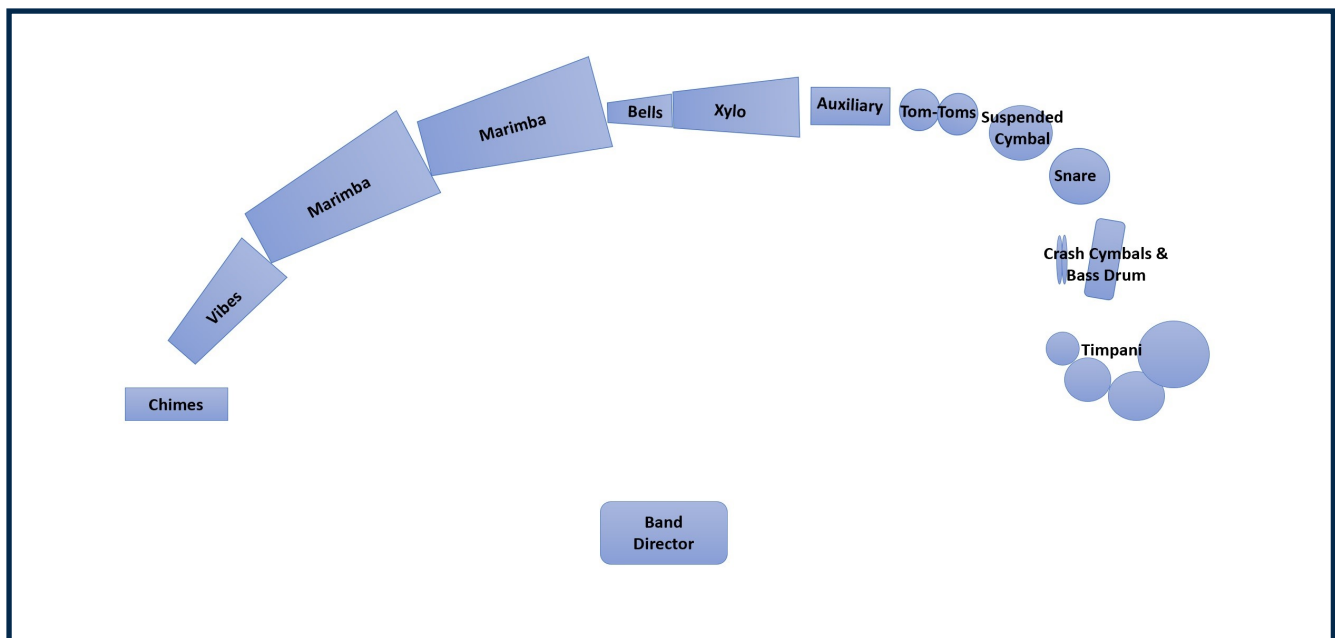 Chimes
Vibes
Marimba
Marimba
Bells
Xylo
Auxiliary
Tom-Toms
Suspended
Cymbal
Snare
Crash Cymbals &
Bass Drum
Timpani
Band
Director